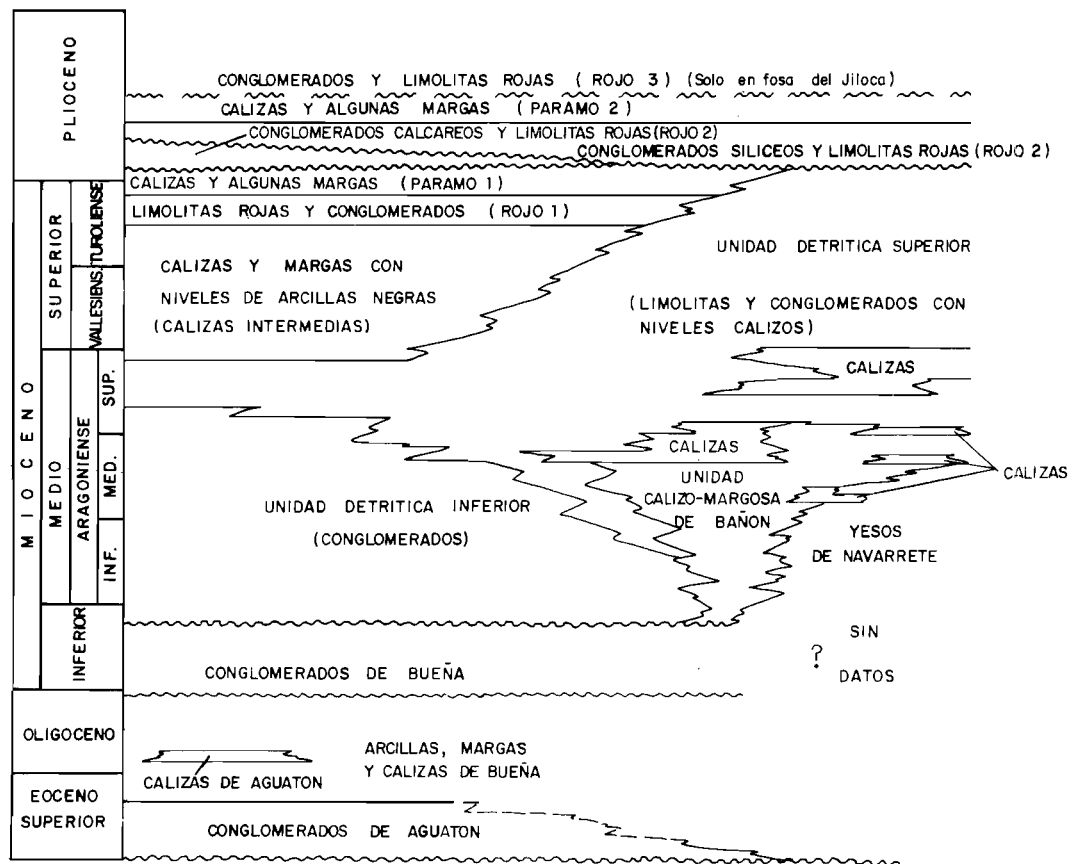 PLIOCENO
CONGLOMERADOS Y LIMOLITAS ROJAS ( ROJO 3 ) (Solo en fosa del Jiloca)
CALIZAS Y ALGUNAS MARGAS ( PARAMO 2 )
CONGLOMERADOS CALCAREOS Y LIMOLITAS ROJAS (ROJO 2)
CONGLOMERADOS SILICEOS Y LIMOLITAS ROJAS (ROJO 2)
MIOCENO
SUPERIOR
TUROLIENSE
VALLESIENS.
CALIZAS Y ALGUNAS MARGAS ( PARAMO 1 )
LIMOLITAS ROJAS Y CONGLOMERADOS ( ROJO 1 )
CALIZAS Y MARGAS CON
NIVELES DE ARCILLAS NEGRAS
(CALIZAS INTERMEDIAS)
UNIDAD DETRITICA SUPERIOR
(LIMOLITAS Y CONGLOMERADOS CON
NIVELES CALIZOS)
MEDIO
ARAGONIENSE
SUP.
MED.
INF.
CALIZAS
CALIZAS
CALIZAS
UNIDAD DETRITICA INFERIOR
(CONGLOMERADOS)
UNIDAD
CALIZO-MARGOSA
DE BAÑON
YESOS
DE NAVARRETE
INFERIOR
CONGLOMERADOS DE BUEÑA
SIN
?
DATOS
OLIGOCENO
CALIZAS DE AGUATON
ARCILLAS, MARGAS
Y CALIZAS DE BUEÑA
EOCENO
SUPERIOR
CONGLOMERADOS DE AGUATON